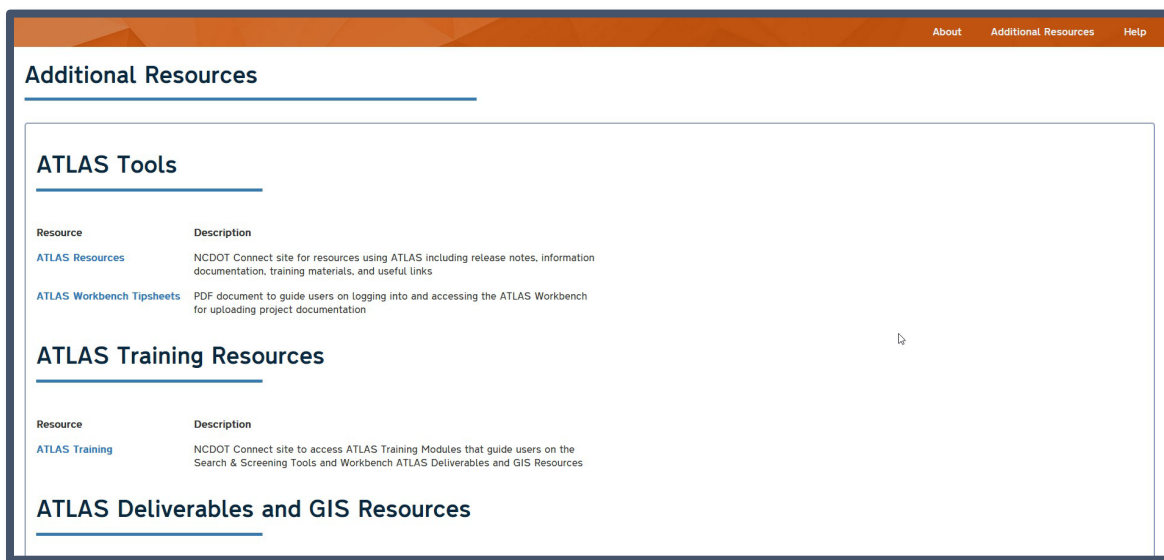 About Additional Resources Help
Additional Resources
ATLAS Tools
Resource Description
ATLAS Resources NCDOT Connect site for resources using ATLAS including release notes, information
documentation, training materials, and useful links
ATLAS Workbench Tipsheets PDF document to guide users on logging into and accessing the ATLAS Workbench
for uploading project documentation
ATLAS Training Resources
Resource Description
ATLAS Training NCDOT Connect site to access ATLAS Training Modules that guide users on the
Search & Screening Tools and Workbench ATLAS Deliverables and GIS Resources
ATLAS Deliverables and GIS Resources